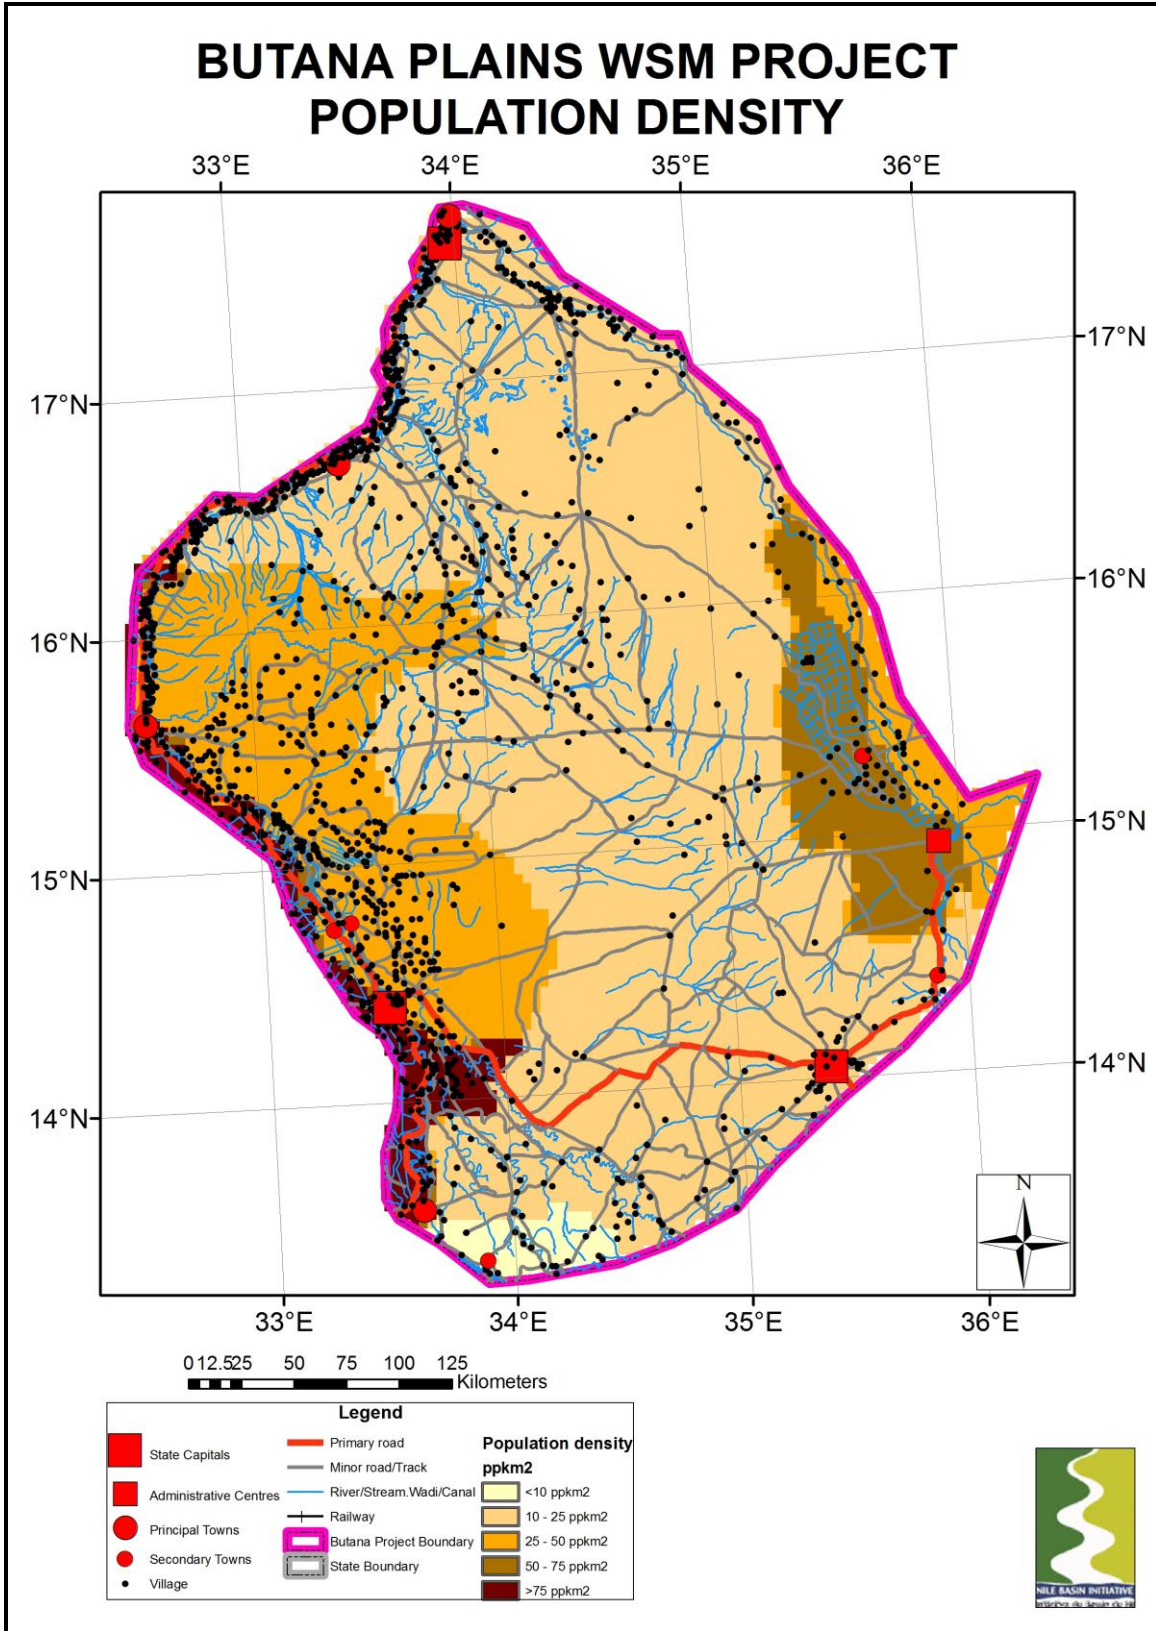 BUTANA PLAINS WSM PROJECT
POPULATION DENSITY
33°E 34°E 35°E 36°E
17°N
17°N
16°N
16°N
15°N
15°N
14°N
14°N
N
33°E 34°E 35°E 36°E
0 12.5 25 50 75 100 125
Kilometers
Legend
State Capitals
Administrative Centres
Principal Towns
Secondary Towns
Village
Primary road
Minor road/Track
River/Stream.Wadi/Canal
Railway
Butana Project Boundary
State Boundary
Population density
ppkm2
<10 ppkm2
10 - 25 ppkm2
25 - 50 ppkm2
50 - 75 ppkm2
>75 ppkm2
NILE BASIN INITIATIVE